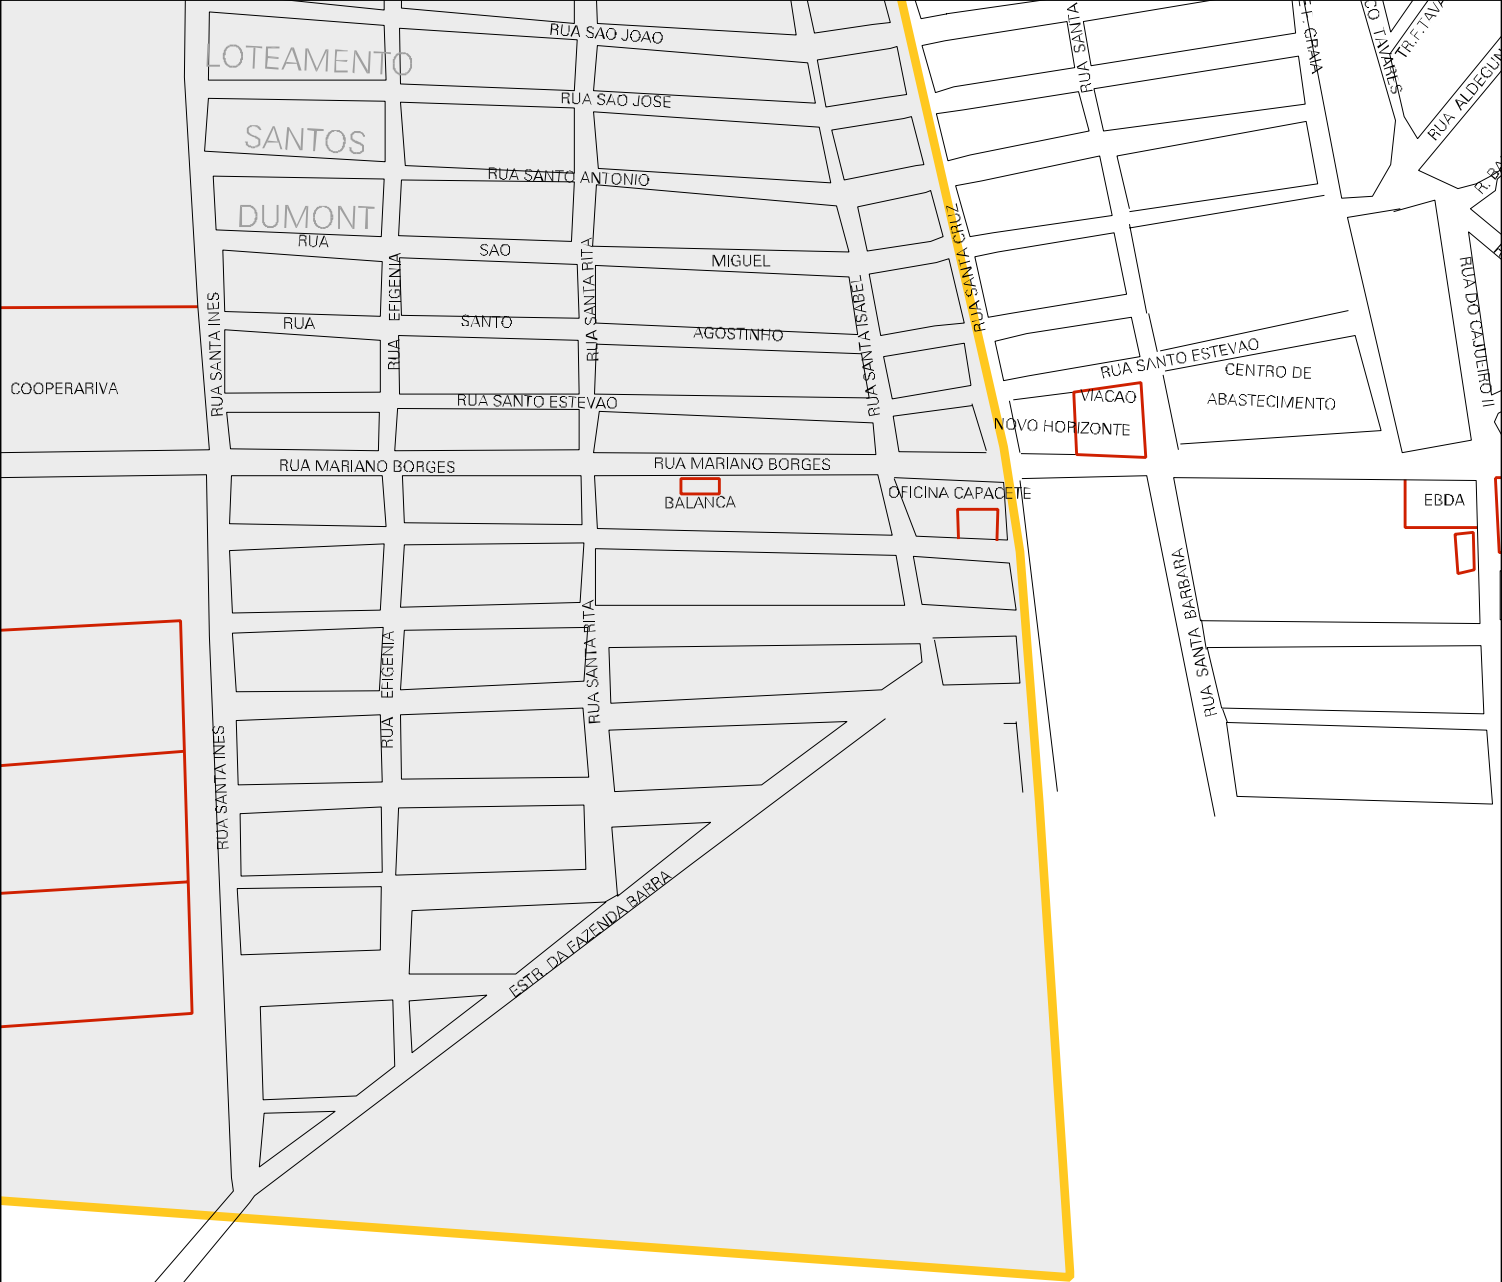 RUA SAO JOAO
LOTEAMENTO
RUA SAO JOSE
SANTOS
RUA SANTO ANTONIO
DUMONT
RUA SAO MIGUEL
RUA SANTA INES
RUA EFIGENIA
RUA SANTA RITA
RUA SANTA ISABEL
RUA SANTA CRUZ
RUA SANTA
CO TAVARES
TR.F.TAVA
RUA ALDEGUN
RUA DO CAJUEIRO II
RUA SANTO AGOSTINHO
COOPERARIVA
RUA SANTO ESTEVAO
RUA SANTO ESTEVAO
CENTRO DE
ABASTECIMENTO
VIACAO
NOVO HORIZONTE
RUA MARIANO BORGES
RUA MARIANO BORGES
BALANCA
OFICINA CAPACETE
EBDA
RUA SANTA BARBARA
RUA EFIGENIA
RUA SANTA RITA
RUA SANTA INES
ESTR. DA FAZENDA BARRA